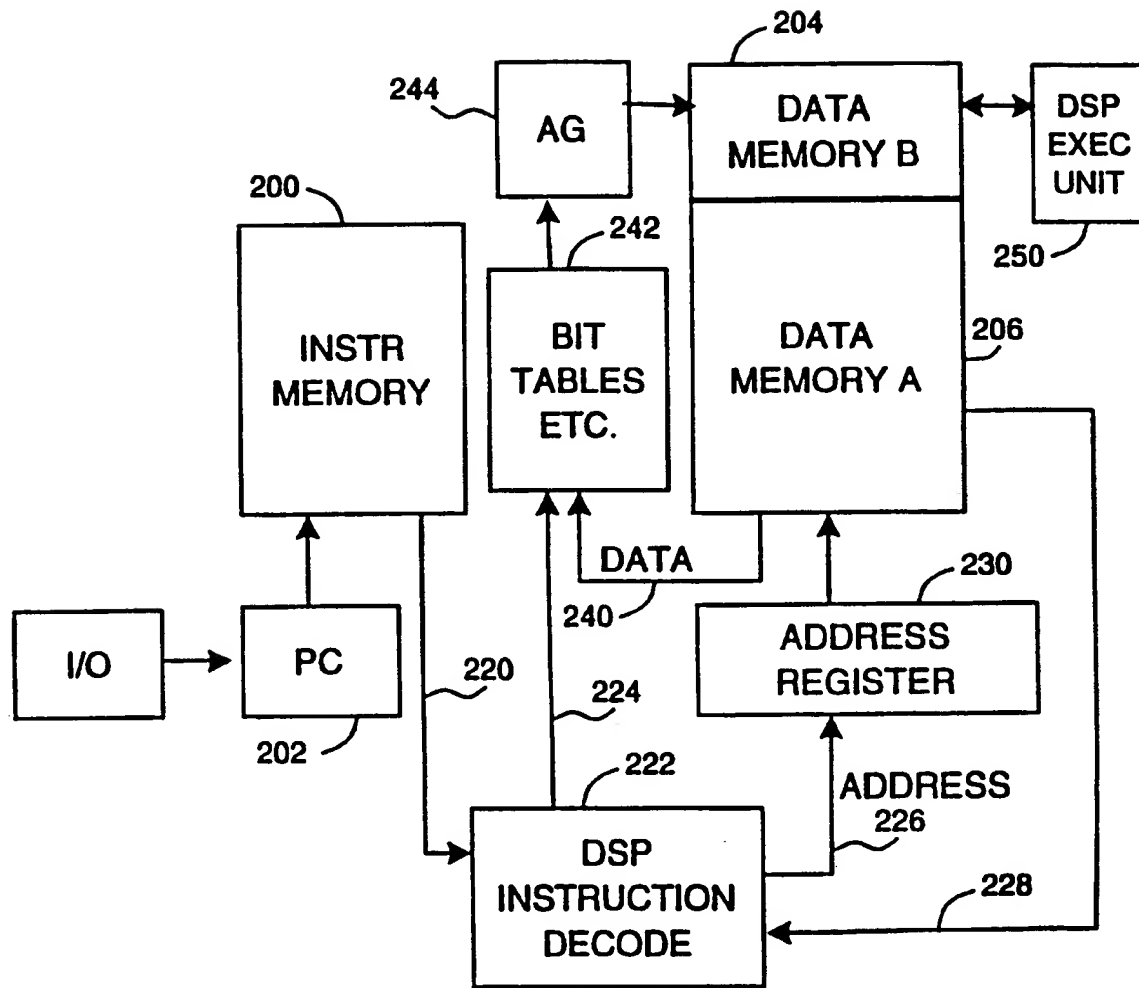 204
244
AG
DATA
MEMORY B
DSP
EXEC
UNIT
200
242
250
INSTR
MEMORY
BIT
TABLES
ETC.
DATA
MEMORY A
206
DATA
240
230
I/O
PC
ADDRESS
REGISTER
220
224
202
222
ADDRESS
226
DSP
INSTRUCTION
DECODE
228